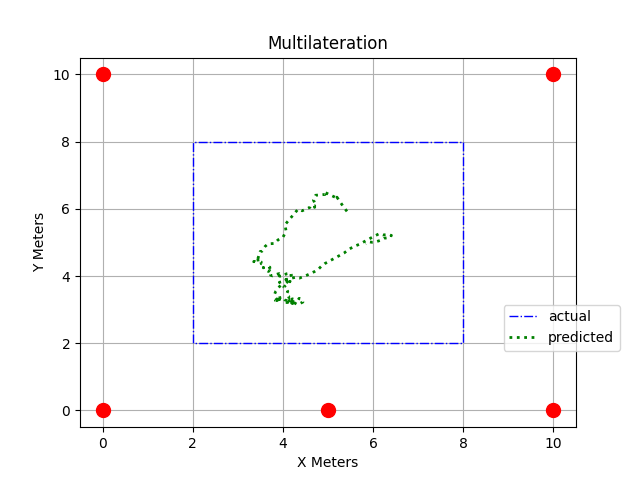 Multilateration
Y Meters
10
8
6
4
2
0
actual
predicted
0 2 4 6 8 10
X Meters